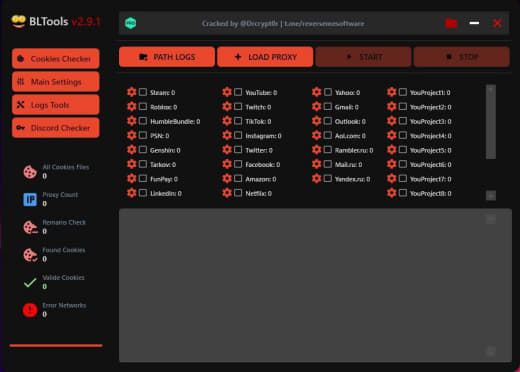 BLTools v2.9.1
PRO
Cracked by @Drcrypt0r | t.me/reversemesoftware
Cookies Checker
Main Settings
Logs Tools
Discord Checker
PATH LOGS
LOAD PROXY
START
STOP
All Cookies Files
0
IP
Proxy Count
0
Remains Check
0
Found Cookies
0
Valide Cookies
0
Error Networks
0
Steam: 0
Roblox: 0
HumbleBundle: 0
PSN: 0
Genshin: 0
Tarkov: 0
FunPay: 0
Linkedin: 0
YouTube: 0
Twitch: 0
TikTok: 0
Instagram: 0
Twitter: 0
Facebook: 0
Amazon: 0
Netflix: 0
Yahoo: 0
Gmail: 0
Outlook: 0
Aol.com: 0
Rambler.ru: 0
Mail.ru: 0
Yandex.ru: 0
YouProject1: 0
YouProject2: 0
YouProject3: 0
YouProject4: 0
YouProject5: 0
YouProject6: 0
YouProject7: 0
YouProject8: 0